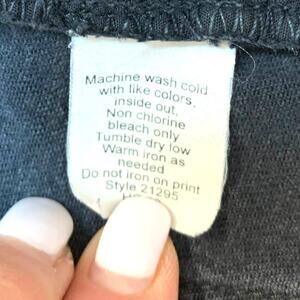 Machine wash cold
with like colors,
inside out,
Non chlorine
bleach only
Tumble dry low
Warm iron as
needed
Do not iron on print
Style 21295